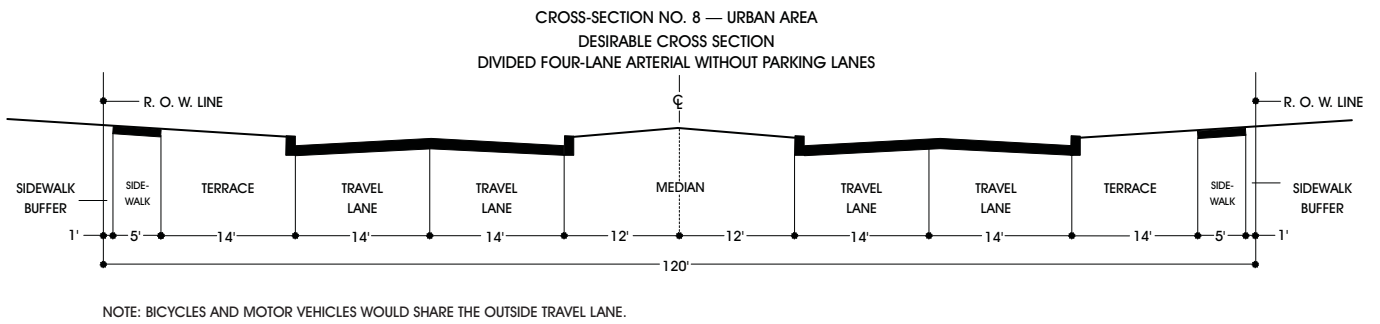 CROSS-SECTION NO. 8 — URBAN AREA
DESIRABLE CROSS SECTION
DIVIDED FOUR-LANE ARTERIAL WITHOUT PARKING LANES
R. O. W. LINE
℄
R. O. W. LINE
SIDEWALK
BUFFER
SIDE-
WALK
TERRACE
TRAVEL
LANE
TRAVEL
LANE
MEDIAN
TRAVEL
LANE
TRAVEL
LANE
TERRACE
SIDE-
WALK
SIDEWALK
BUFFER
1' 5' 14' 14' 14' 12' 12' 14' 14' 14' 5' 1'
120'
NOTE: BICYCLES AND MOTOR VEHICLES WOULD SHARE THE OUTSIDE TRAVEL LANE.